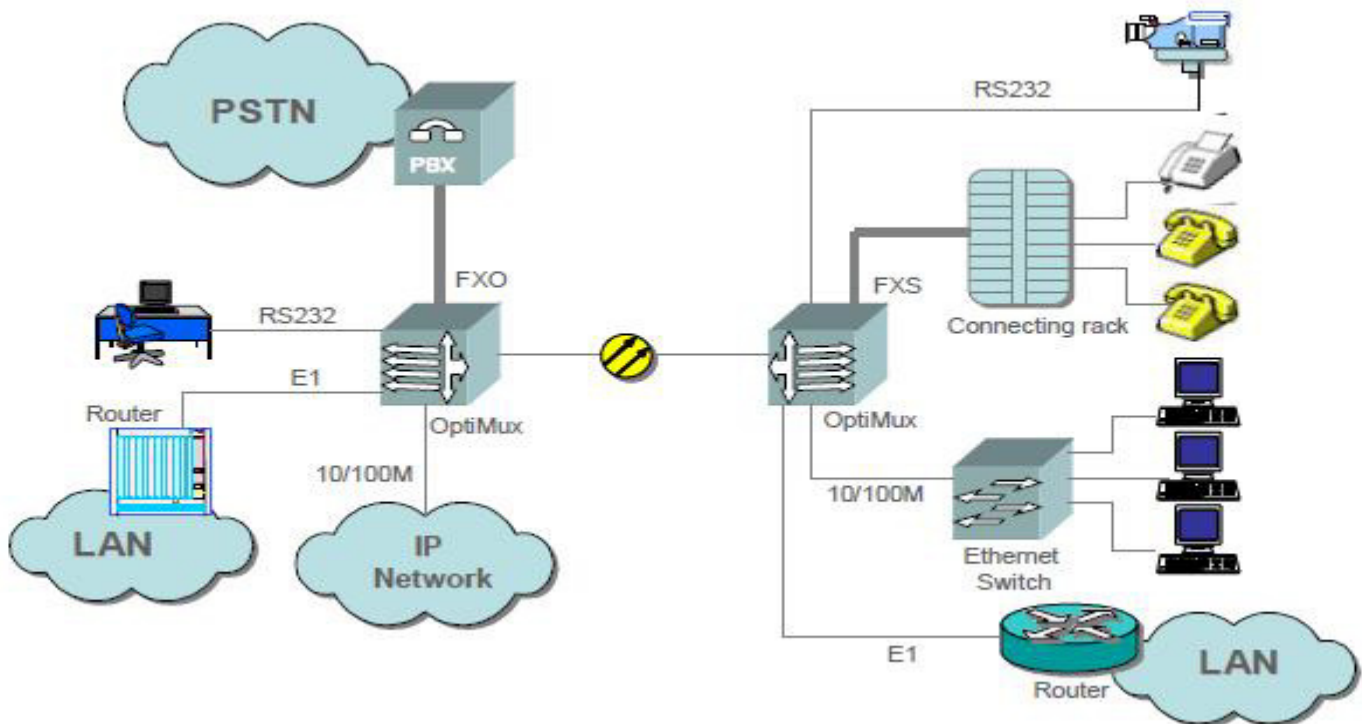 PSTN
PBX
FXO
RS232
E1
Router
OptiMux
10/100M
LAN
IP
Network
RS232
FXS
Connecting rack
OptiMux
10/100M
Ethernet
Switch
E1
Router
LAN